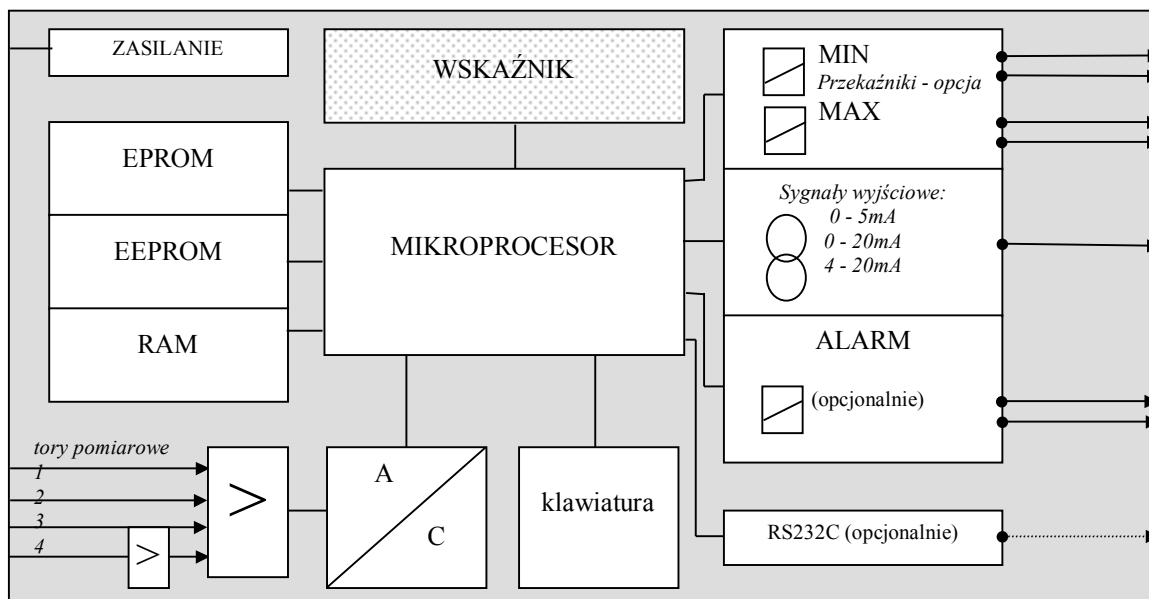 ZASILANIE
WSKAŹNIK
MIN
Przekaźniki - opcja
MAX
EPROM
EEPROM
RAM
MIKROPROCESOR
Sygnały wyjściowe:
0 - 5mA
0 - 20mA
4 - 20mA
ALARM
(opcjonalnie)
tory pomiarowe
1
2
3
4
>
>
A
C
klawiatura
RS232C (opcjonalnie)